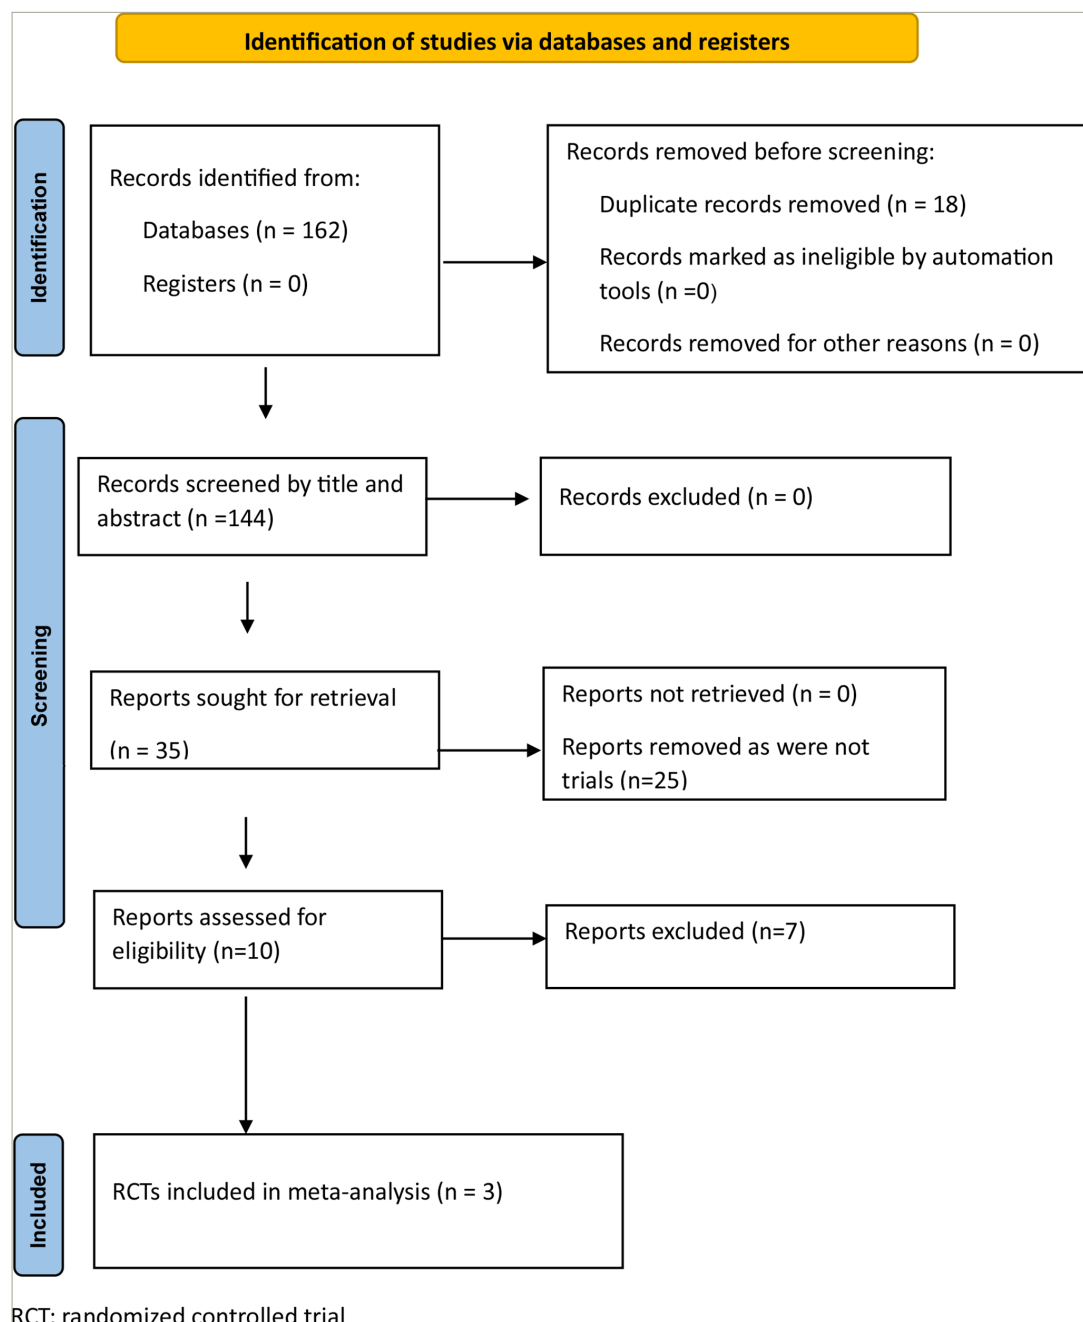 Identification of studies via databases and registers
Identification
Records identified from:
Databases (n = 162)
Registers (n = 0)
Records removed before screening:
Duplicate records removed (n = 18)
Records marked as ineligible by automation
tools (n =0)
Records removed for other reasons (n = 0)
Screening
Records screened by title and
abstract (n =144)
Records excluded (n = 0)
Reports sought for retrieval
(n = 35)
Reports not retrieved (n = 0)
Reports removed as were not
trials (n=25)
Reports assessed for
eligibility (n=10)
Reports excluded (n=7)
Included
RCTs included in meta-analysis (n = 3)
RCT: randomized controlled trial